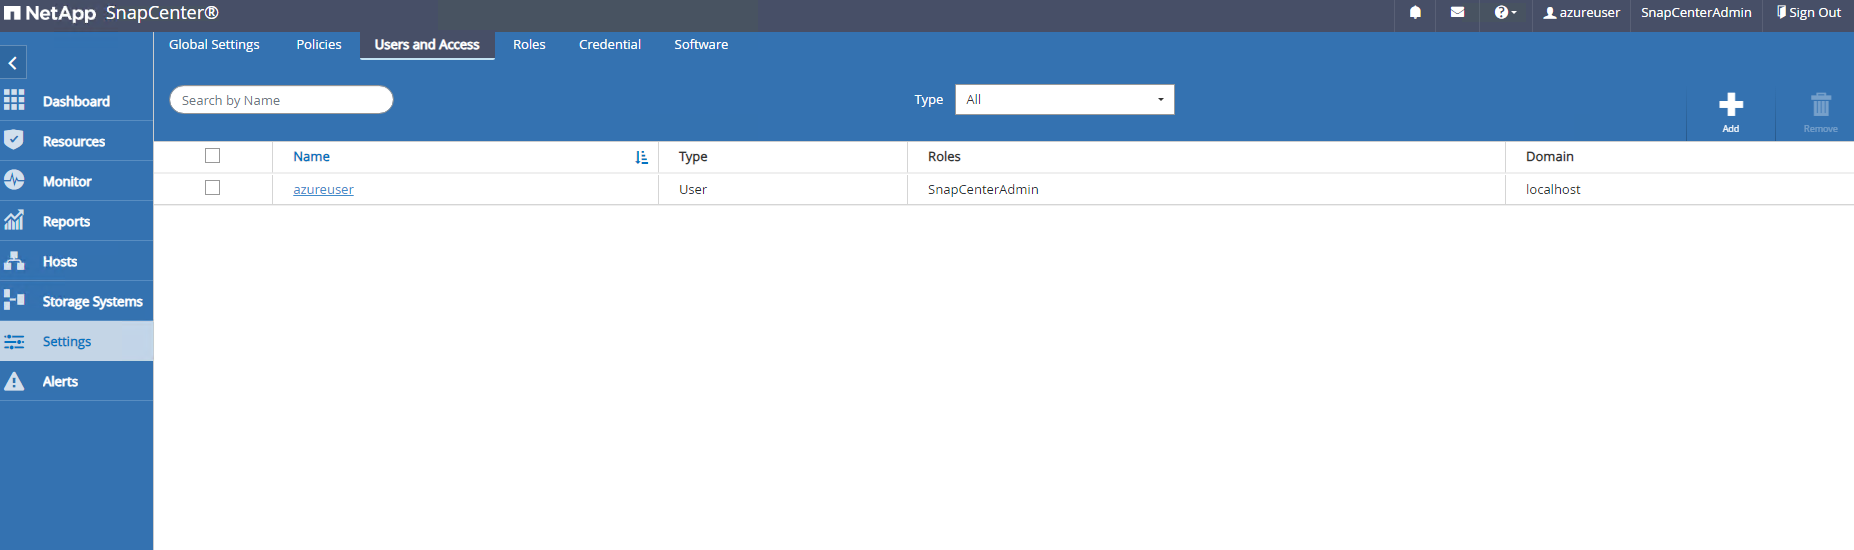 NetApp SnapCenter® azureuser SnapCenterAdmin Sign Out
Global Settings Policies Users and Access Roles Credential Software
Search by Name Type All
Add Remove
Dashboard
Resources
Monitor
Reports
Hosts
Storage Systems
Settings
Alerts
Name Type Roles Domain
azureuser User SnapCenterAdmin localhost